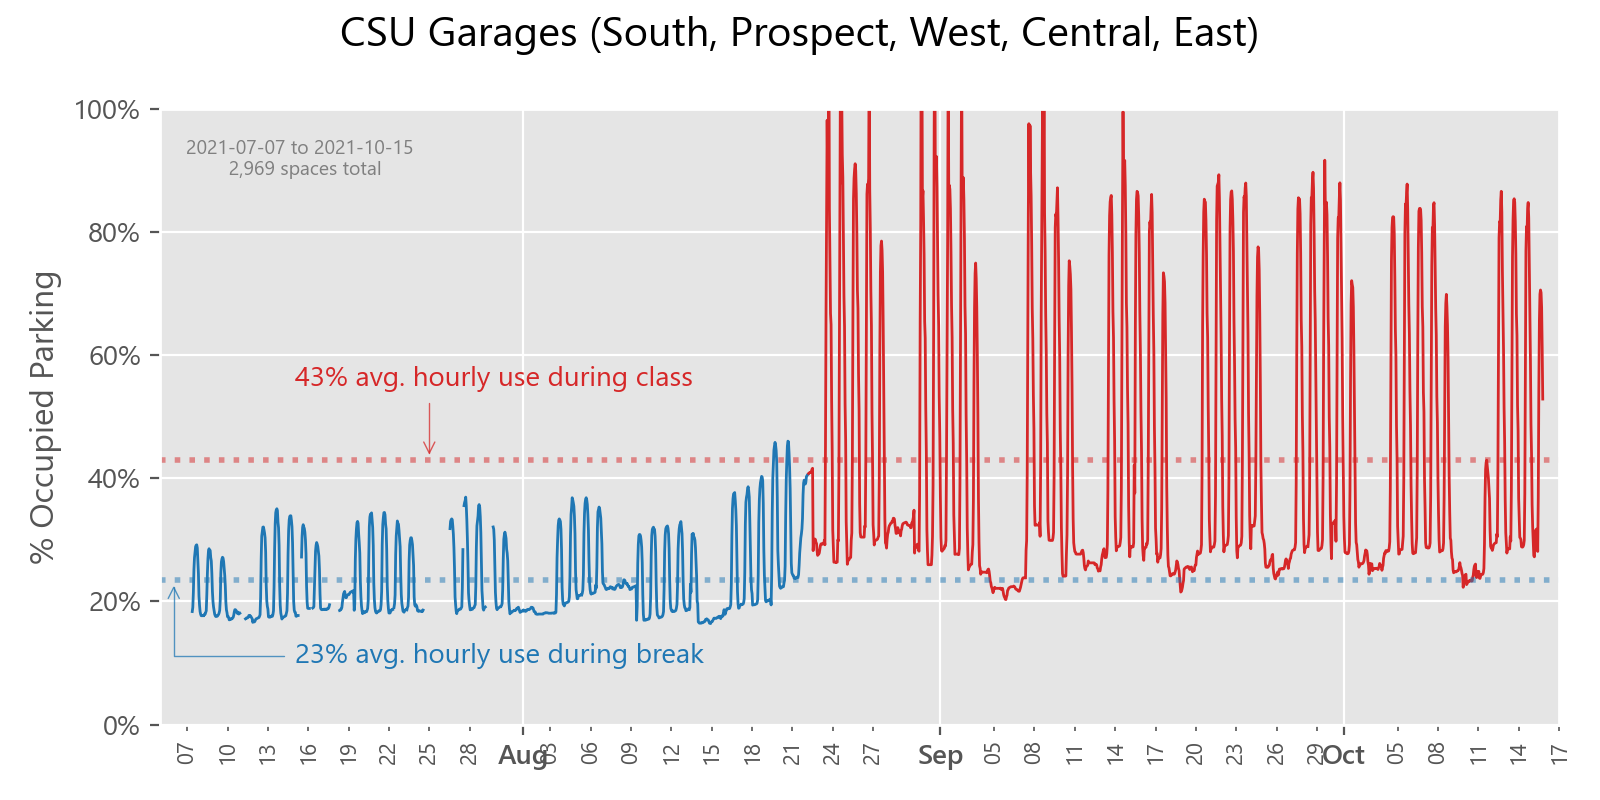 CSU Garages (South, Prospect, West, Central, East)
100%
80%
60%
40%
20%
0%
% Occupied Parking
2021-07-07 to 2021-10-15
2,969 spaces total
43% avg. hourly use during class
23% avg. hourly use during break
07 10 13 16 19 22 25 28 Aug 03 06 09 12 15 18 21 24 27 Sep 05 08 11 14 17 20 23 26 29 Oct 05 08 11 14 17